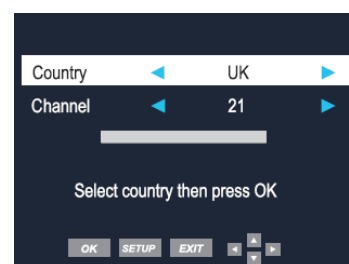 Country UK
Channel 21
Select country then press OK
OK SETUP EXIT